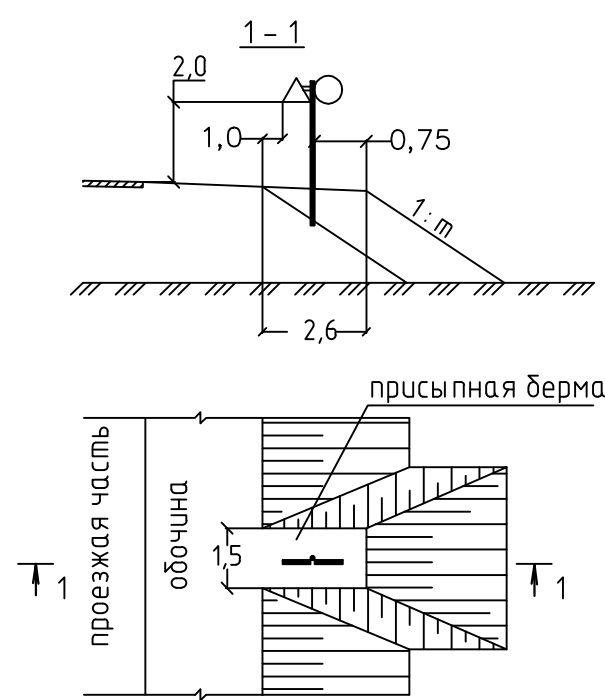 1 - 1
2,0
1,0
0,75
1:m
2,6
присыпная берма
проезжая часть
обочина
1,5
1
1